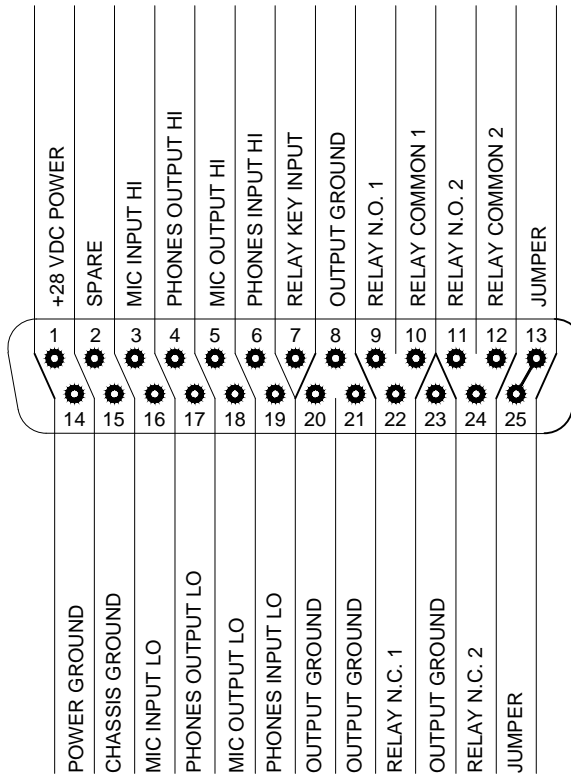 +28 VDC POWER
SPARE
MIC INPUT HI
PHONES OUTPUT HI
MIC OUTPUT HI
PHONES INPUT HI
RELAY KEY INPUT
OUTPUT GROUND
RELAY N.O. 1
RELAY COMMON 1
RELAY N.O. 2
RELAY COMMON 2
JUMPER
1 2 3 4 5 6 7 8 9 10 11 12 13
14 15 16 17 18 19 20 21 22 23 24 25
POWER GROUND
CHASSIS GROUND
MIC INPUT LO
PHONES OUTPUT LO
MIC OUTPUT LO
PHONES INPUT LO
OUTPUT GROUND
OUTPUT GROUND
RELAY N.C. 1
OUTPUT GROUND
RELAY N.C. 2
JUMPER